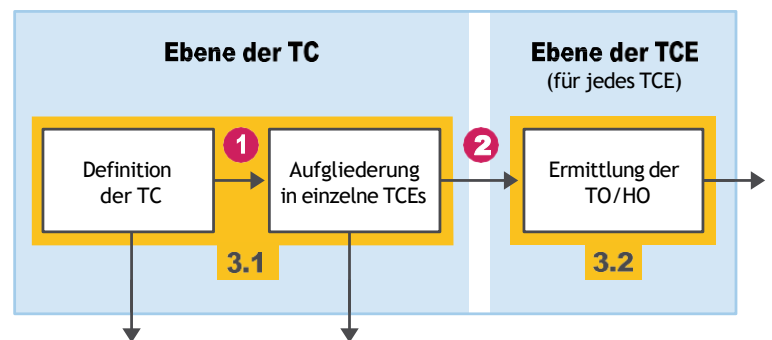 Ebene der TC
Ebene der TCE
(für jedes TCE)
1
2
Definition
der TC
Aufgliederung
in einzelne TCEs
Ermittlung der
TO/HO
3.1
3.2